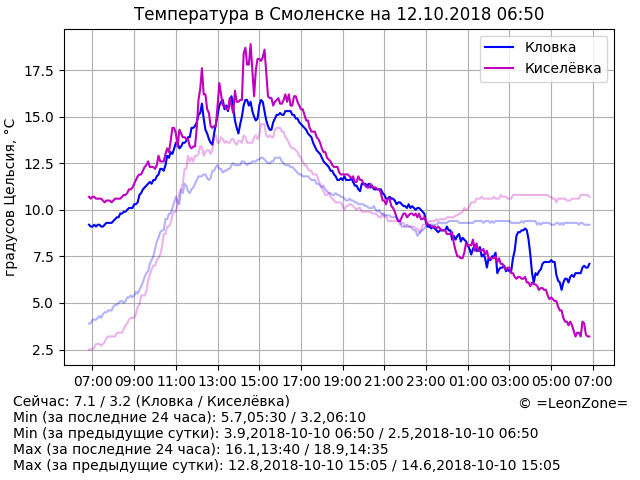 Температура в Смоленске на 12.10.2018 06:50
Кловка
Киселёвка
градусов Цельсия, °C
17.5
15.0
12.5
10.0
7.5
5.0
2.5
07:00 09:00 11:00 13:00 15:00 17:00 19:00 21:00 23:00 01:00 03:00 05:00 07:00
Сейчас: 7.1 / 3.2 (Кловка / Киселёвка)
© =LeonZone=
Min (за последние 24 часа): 5.7,05:30 / 3.2,06:10
Min (за предыдущие сутки): 3.9,2018-10-10 06:50 / 2.5,2018-10-10 06:50
Max (за последние 24 часа): 16.1,13:40 / 18.9,14:35
Max (за предыдущие сутки): 12.8,2018-10-10 15:05 / 14.6,2018-10-10 15:05